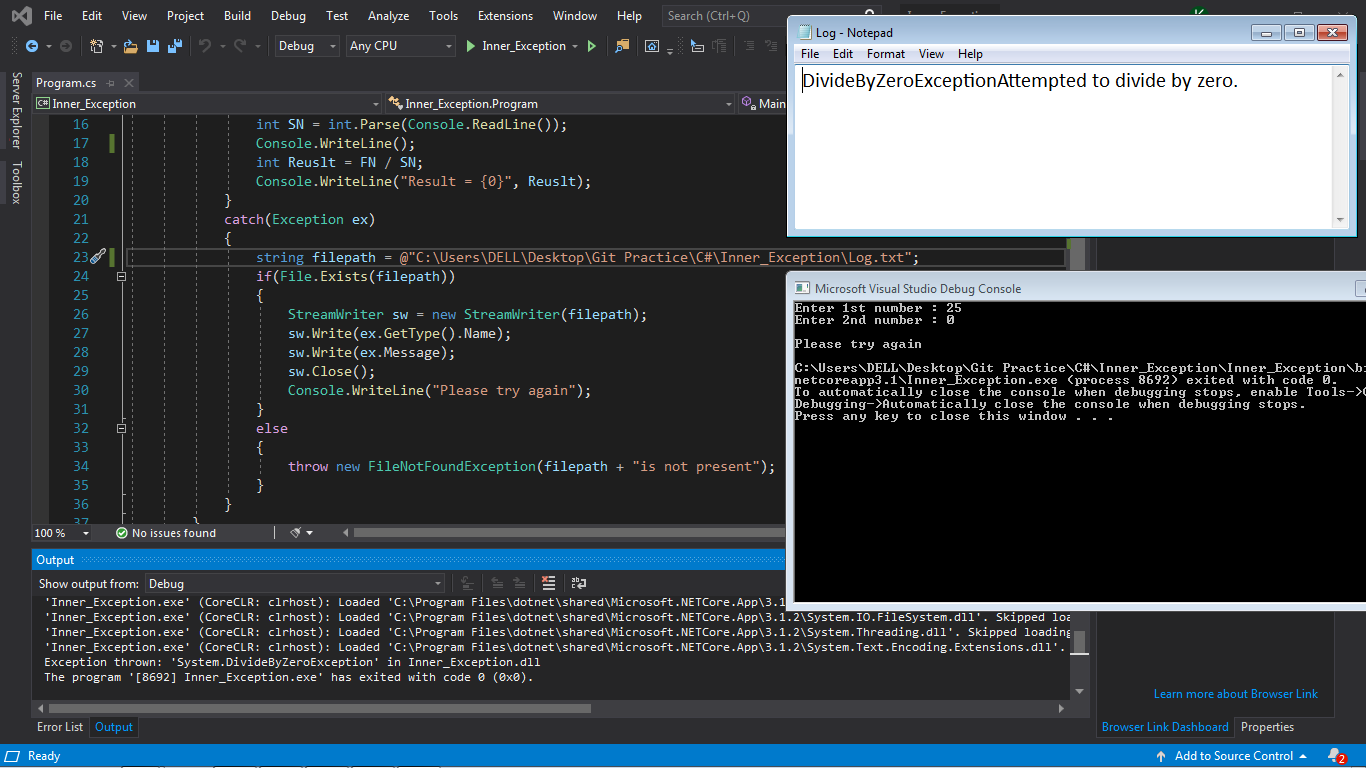 File Edit View Project Build Debug Test Analyze Tools Extensions Window Help Search (Ctrl+Q)
Debug Any CPU Inner_Exception
Server Explorer
Toolbox
Program.cs
Inner_Exception Inner_Exception.Program Main
16 int SN = int.Parse(Console.ReadLine());
17 Console.WriteLine();
18 int Reuslt = FN / SN;
19 Console.WriteLine("Result = {0}", Reuslt);
20 }
21 catch(Exception ex)
22 {
23 string filepath = @"C:\Users\DELL\Desktop\Git Practice\C#\Inner_Exception\Log.txt";
24 if(File.Exists(filepath))
25 {
26 StreamWriter sw = new StreamWriter(filepath);
27 sw.Write(ex.GetType().Name);
28 sw.Write(ex.Message);
29 sw.Close();
30 Console.WriteLine("Please try again");
31 }
32 else
33 {
34 throw new FileNotFoundException(filepath + "is not present");
35 }
36 }
37 }
100 % No issues found
Log - Notepad
File Edit Format View Help
DivideByZeroExceptionAttempted to divide by zero.
Microsoft Visual Studio Debug Console
Enter 1st number : 25
Enter 2nd number : 0
Please try again
C:\Users\DELL\Desktop\Git Practice\C#\Inner_Exception\Inner_Exception\b
netcoreapp3.1\Inner_Exception.exe (process 8692) exited with code 0.
To automatically close the console when debugging stops, enable Tools->
Debugging->Automatically close the console when debugging stops.
Press any key to close this window . . .
Output
Show output from: Debug
'Inner_Exception.exe' (CoreCLR: clrhost): Loaded 'C:\Program Files\dotnet\shared\Microsoft.NETCore.App\3.1
'Inner_Exception.exe' (CoreCLR: clrhost): Loaded 'C:\Program Files\dotnet\shared\Microsoft.NETCore.App\3.1.2\System.IO.FileSystem.dll'. Skipped loa
'Inner_Exception.exe' (CoreCLR: clrhost): Loaded 'C:\Program Files\dotnet\shared\Microsoft.NETCore.App\3.1.2\System.Threading.dll'. Skipped loading
'Inner_Exception.exe' (CoreCLR: clrhost): Loaded 'C:\Program Files\dotnet\shared\Microsoft.NETCore.App\3.1.2\System.Text.Encoding.Extensions.dll'.
Exception thrown: 'System.DivideByZeroException' in Inner_Exception.dll
The program '[8692] Inner_Exception.exe' has exited with code 0 (0x0).
Learn more about Browser Link
Error List Output
Browser Link Dashboard Properties
Ready
Add to Source Control 2